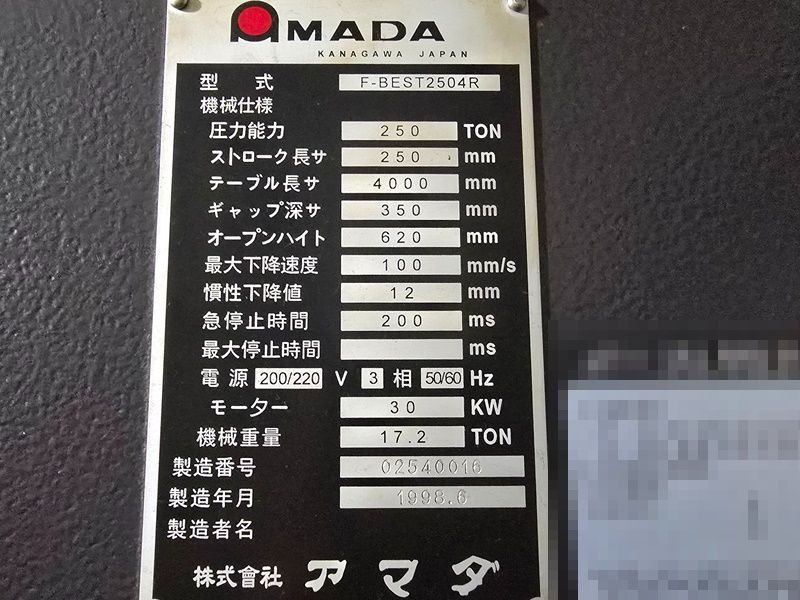 AMADA
KANAGAWA JAPAN
型式 F-BEST2504R
機械仕様
圧力能力 250 TON
ストローク長サ 250 mm
テーブル長サ 4000 mm
ギャップ深サ 350 mm
オープンハイト 620 mm
最大下降速度 100 mm/s
慣性下降値 12 mm
急停止時間 200 ms
最大停止時間 ms
電源 200/220 V 3 相 50/60 Hz
モーター 30 KW
機械重量 17.2 TON
製造番号 02540016
製造年月 1998.6
製造者名
株式會社 アマダ